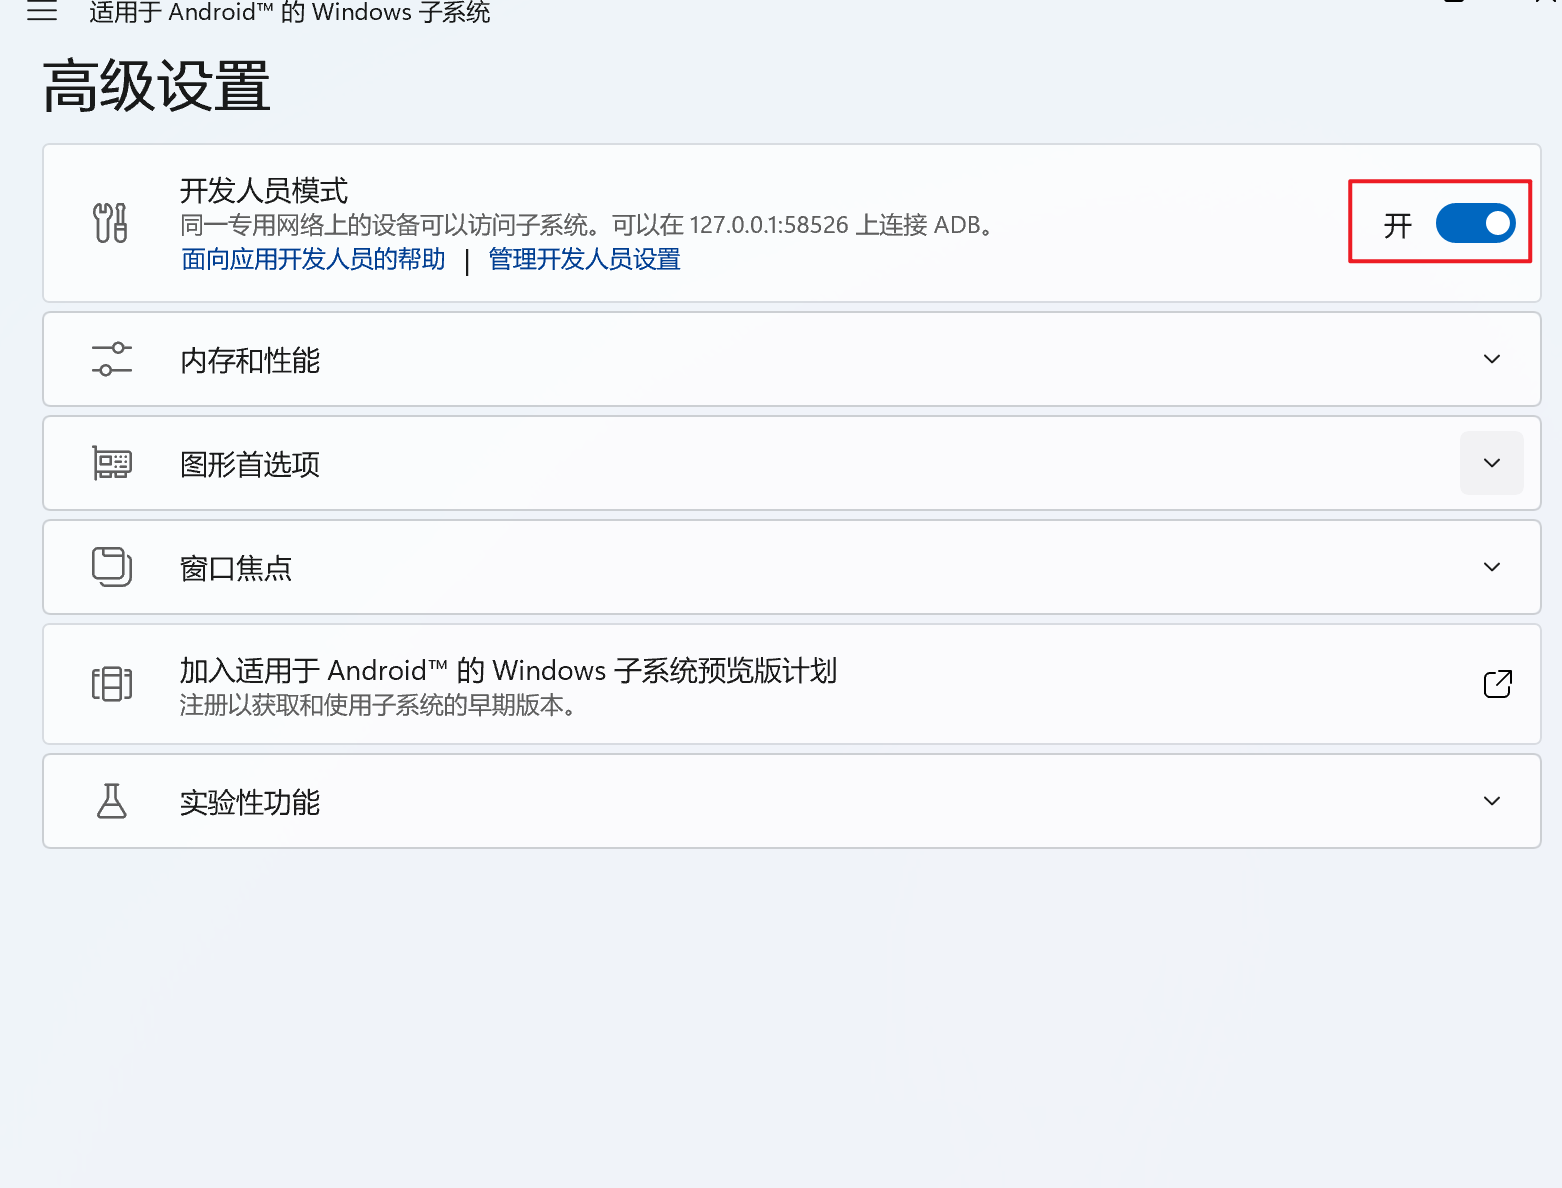 适用于 Android™ 的 Windows 子系统
高级设置
开发人员模式
同一专用网络上的设备可以访问子系统。可以在 127.0.0.1:58526 上连接 ADB。
面向应用开发人员的帮助 | 管理开发人员设置
开
内存和性能
图形首选项
窗口焦点
加入适用于 Android™ 的 Windows 子系统预览版计划
注册以获取和使用子系统的早期版本。
实验性功能